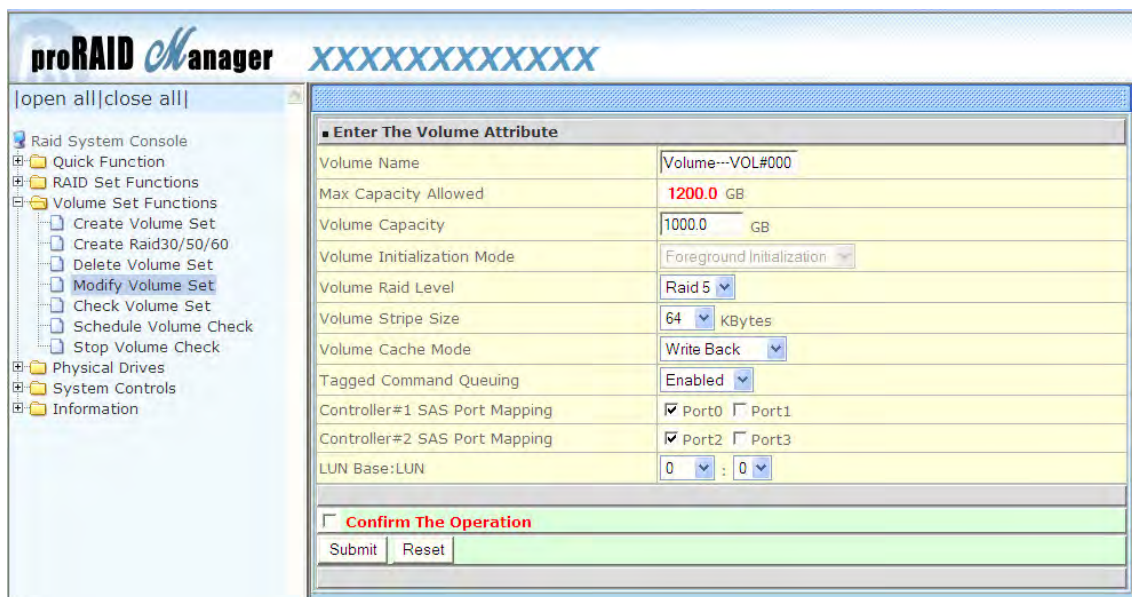 proRAID Manager XXXXXXXXXXXXX
|open all|close all|
Raid System Console
Quick Function
RAID Set Functions
Volume Set Functions
Create Volume Set
Create Raid30/50/60
Delete Volume Set
Modify Volume Set
Check Volume Set
Schedule Volume Check
Stop Volume Check
Physical Drives
System Controls
Information
Enter The Volume Attribute
Volume Name Volume---VOL#000
Max Capacity Allowed 1200.0 GB
Volume Capacity 1000.0 GB
Volume Initialization Mode Foreground Initialization
Volume Raid Level Raid 5
Volume Stripe Size 64 KBytes
Volume Cache Mode Write Back
Tagged Command Queuing Enabled
Controller#1 SAS Port Mapping Port0 Port1
Controller#2 SAS Port Mapping Port2 Port3
LUN Base:LUN 0 : 0
Confirm The Operation
Submit Reset